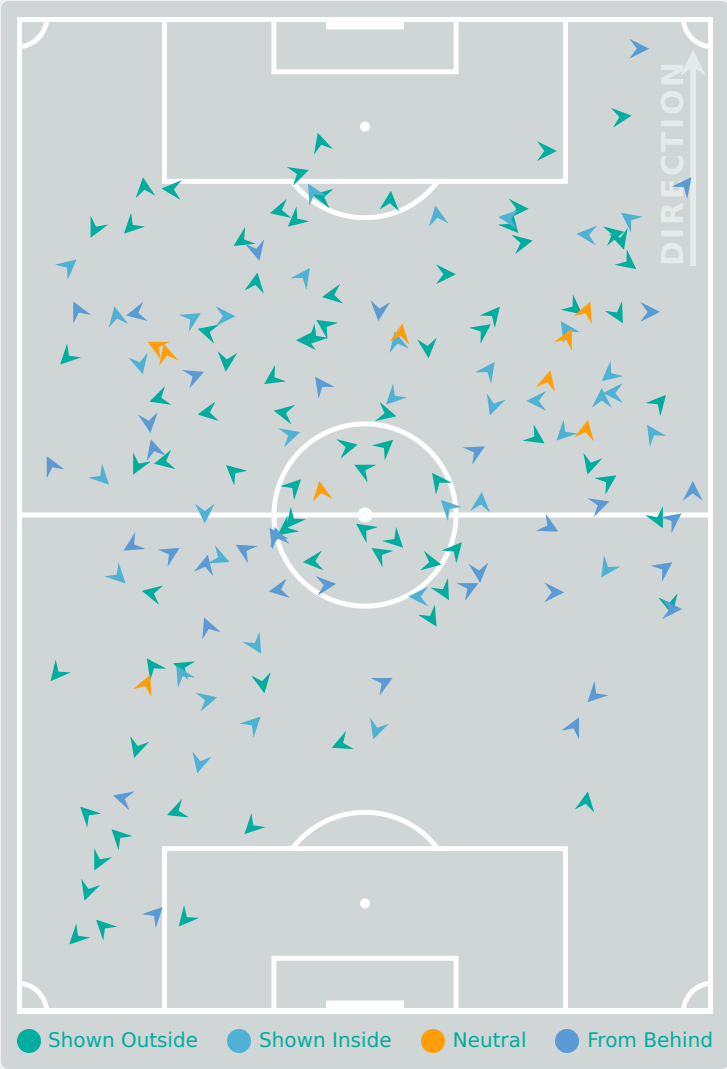 DIRECTION
Shown Outside
Shown Inside
Neutral
From Behind